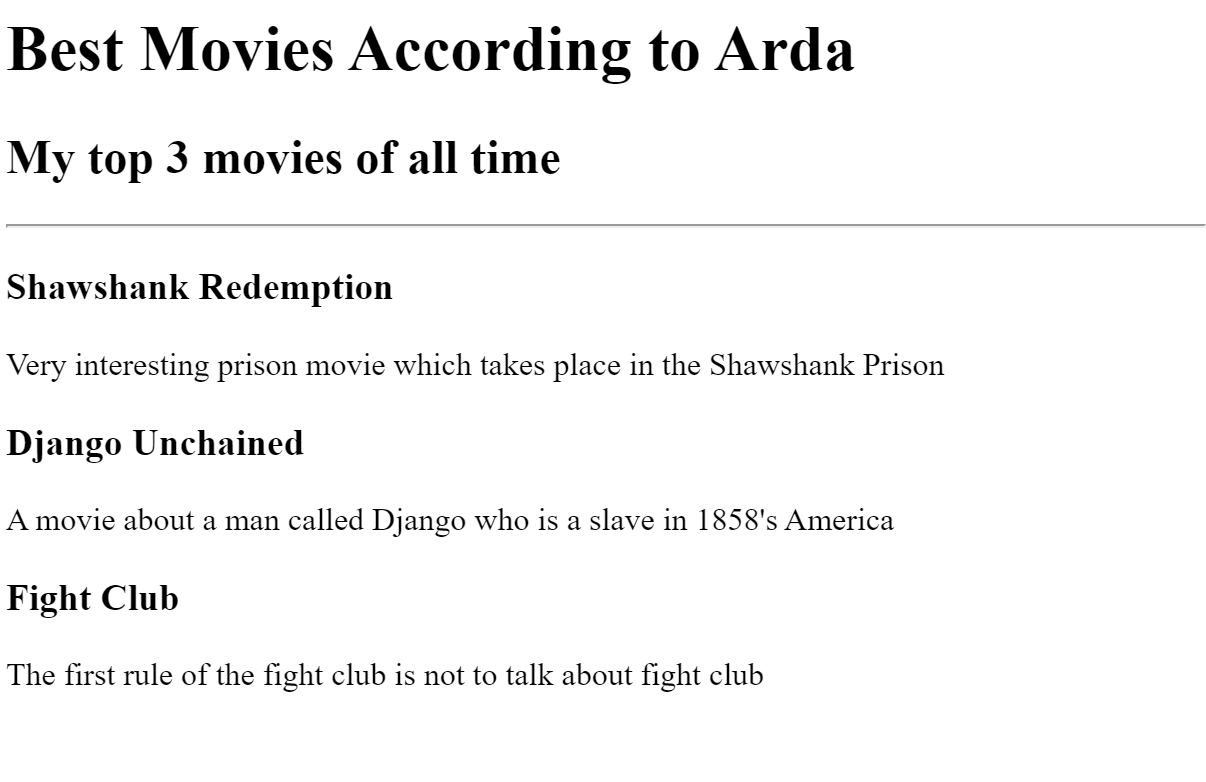 Best Movies According to Arda
My top 3 movies of all time
Shawshank Redemption
Very interesting prison movie which takes place in the Shawshank Prison
Django Unchained
A movie about a man called Django who is a slave in 1858's America
Fight Club
The first rule of the fight club is not to talk about fight club